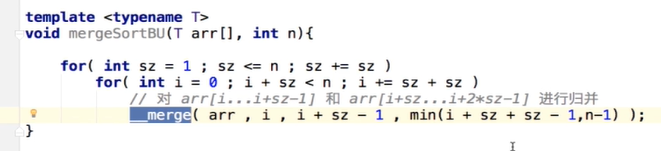 template <typename T>
void mergeSortBU(T arr[], int n){
for( int sz = 1 ; sz <= n ; sz += sz )
for( int i = 0 ; i + sz < n ; i += sz + sz )
// 对 arr[i...i+sz-1] 和 arr[i+sz...i+2*sz-1] 进行归并
__merge( arr , i , i + sz - 1 , min(i + sz + sz - 1,n-1) );
}